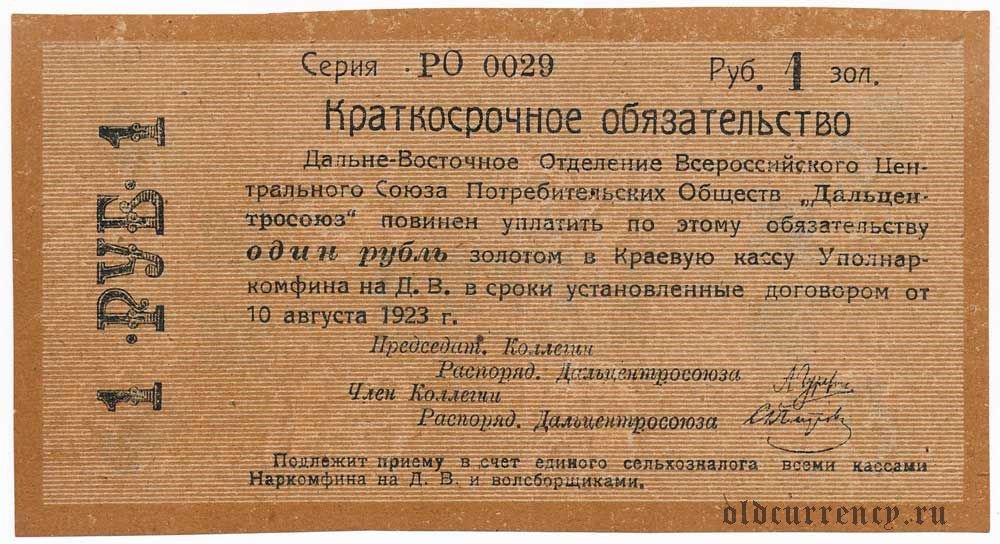 Серия РО 0029 Руб. 1 зол.
Краткосрочное обязательство
Дальне-Восточное Отделение Всероссийского Цен-
трального Союза Потребительских Обществ „Дальцен-
тросоюз" повинен уплатить по этому обязательству
один рубль золотом в Краевую кассу Уполнар-
комфина на Д. В. в сроки установленные договором от
10 августа 1923 г.
Председат. Коллегии
Распоряд. Дальцентросоюза
Член Коллегии
Распоряд. Дальцентросоюза
Подлежит приему в счет единого сельхозналога всеми кассами
Наркомфина на Д. В. и волсборщиками.
1 РУБ. 1
oldcurrency.ru